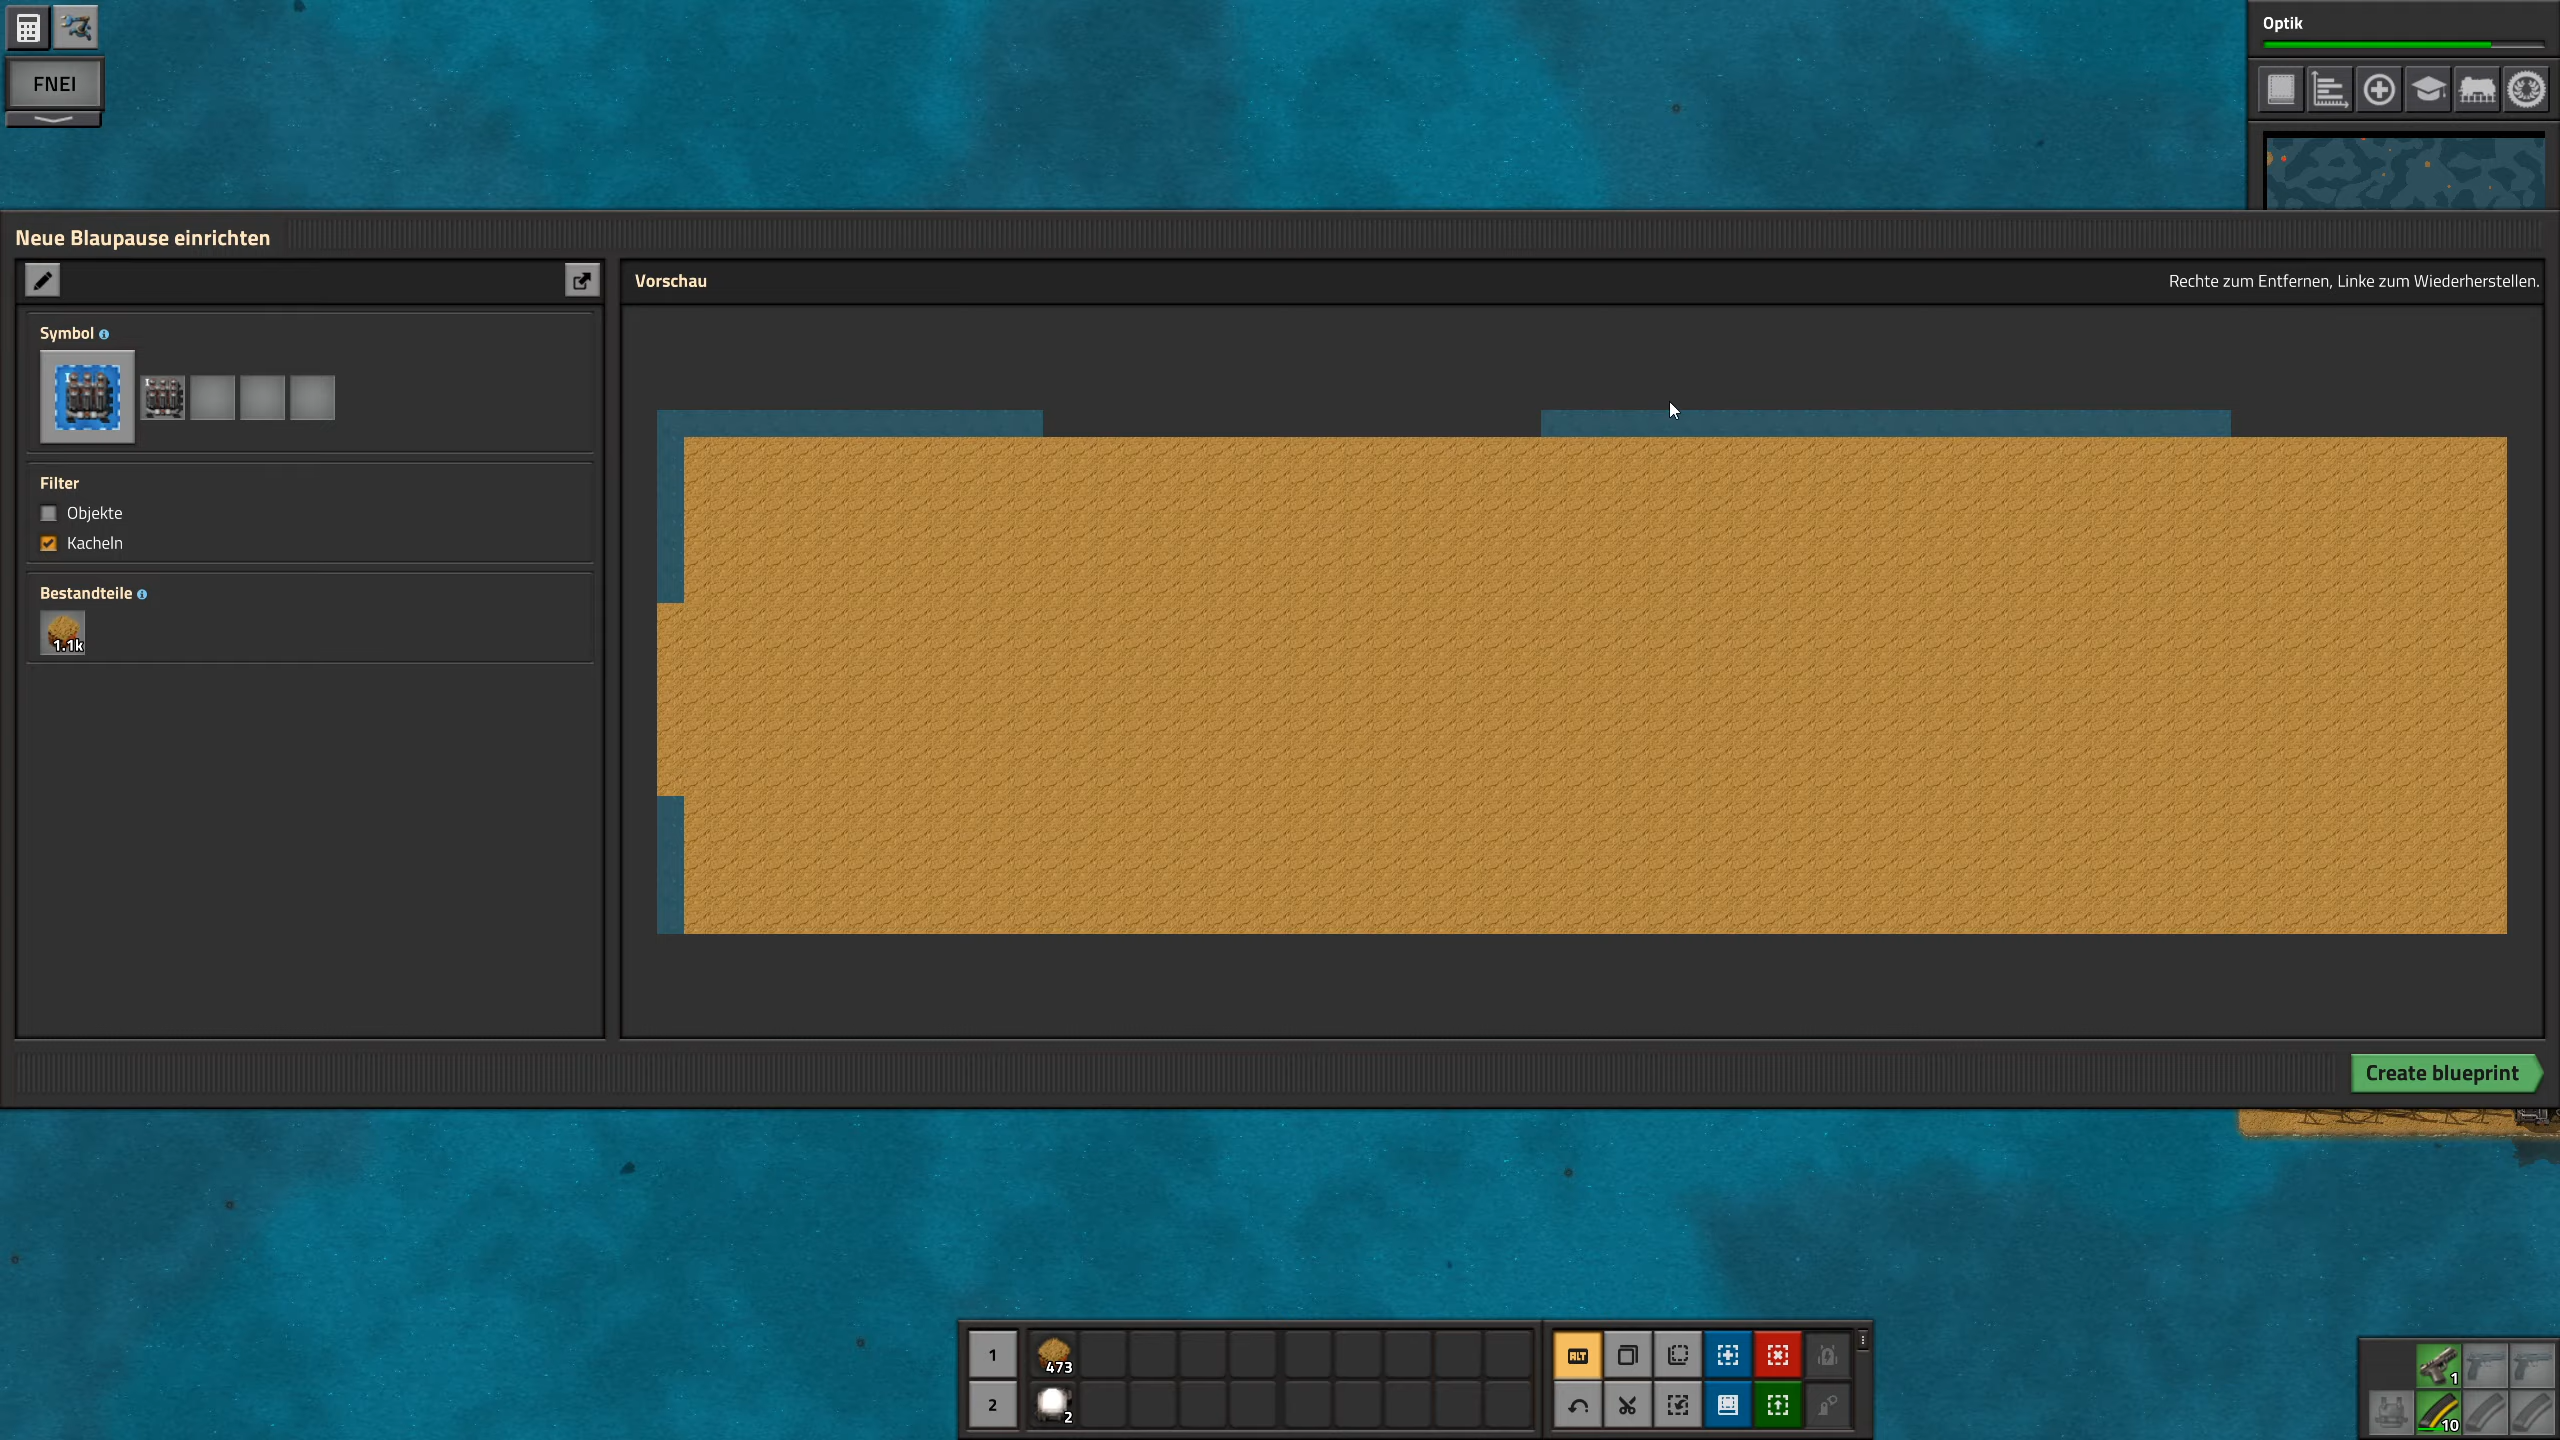 Optik
FNEI
Neue Blaupause einrichten
Vorschau
Rechte zum Entfernen, Linke zum Wiederherstellen.
Symbol
Filter
Objekte
Kacheln
Bestandteile
1.1k
Create blueprint
1
473
ALT
2
2
1
10